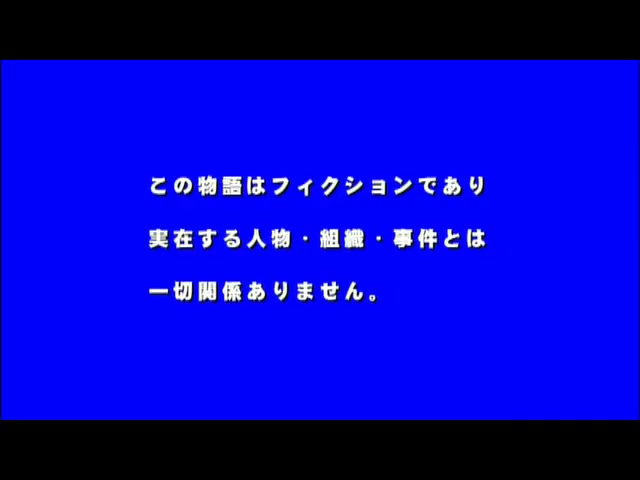 この物語はフィクションであり
実在する人物・組織・事件とは
一切関係ありません。